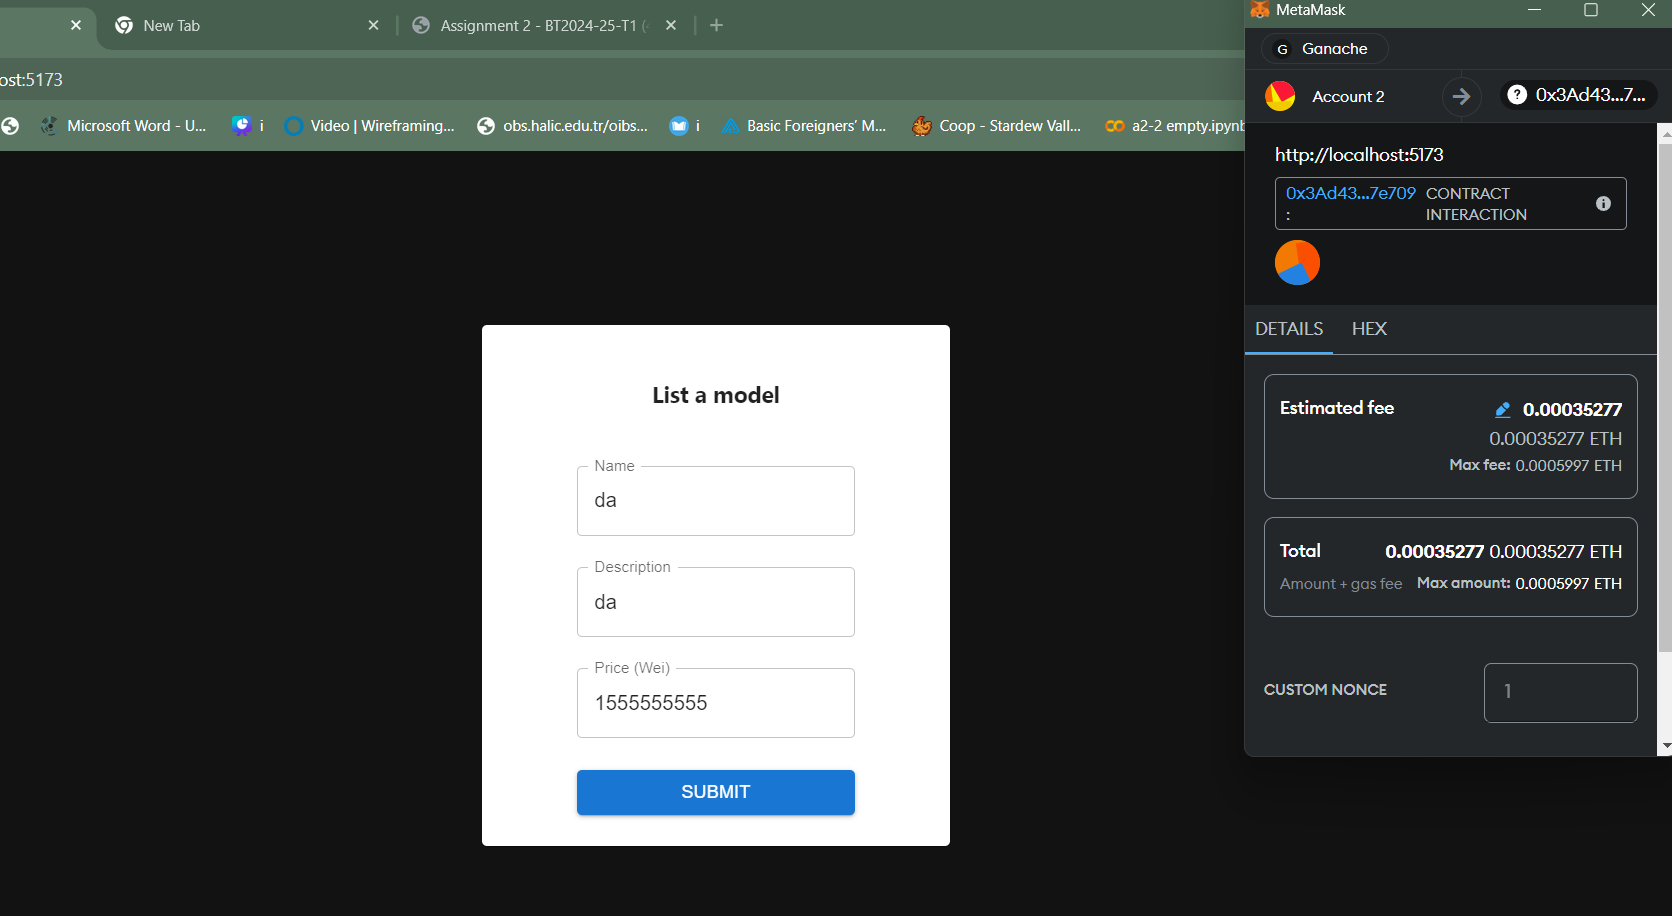 New Tab
Assignment 2 - BT2024-25-T1 (
ost:5173
Microsoft Word - U...
i
Video | Wireframing...
obs.halic.edu.tr/oibs...
i
Basic Foreigners' M...
Coop - Stardew Vall...
a2-2 empty.ipynb
List a model
Name
da
Description
da
Price (Wei)
1555555555
SUBMIT
MetaMask
G Ganache
Account 2
? 0x3Ad43...7...
http://localhost:5173
0x3Ad43...7e709 CONTRACT
: INTERACTION
DETAILS HEX
Estimated fee 0.00035277
0.00035277 ETH
Max fee: 0.0005997 ETH
Total 0.00035277 0.00035277 ETH
Amount + gas fee Max amount: 0.0005997 ETH
CUSTOM NONCE 1